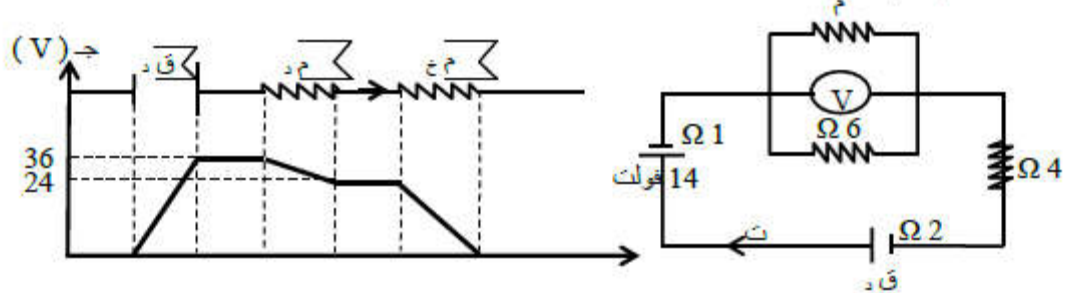 جـ (V)
ق د
م د
م خ
36
24
م
V
Ω 6
Ω 1
14 فولت
Ω 4
ت
Ω 2
ق د